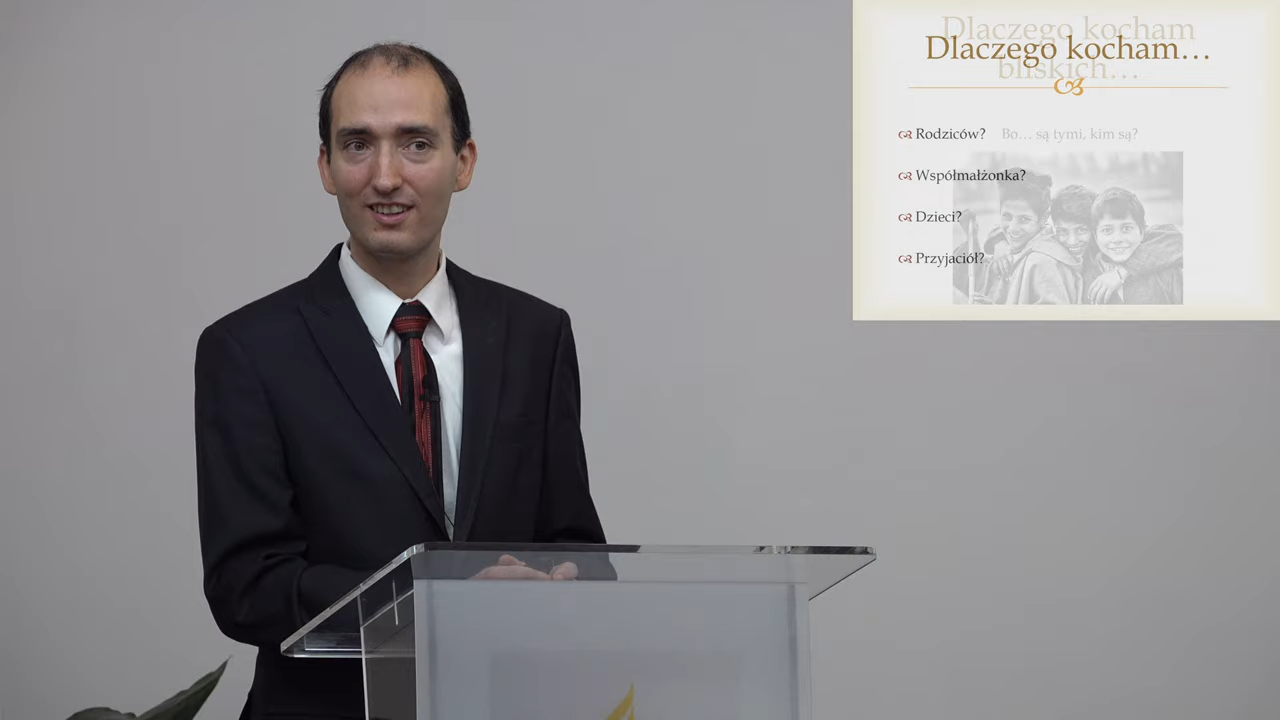 Dlaczego kocham
Dlaczego kocham…
bliskich…
Rodziców? Bo… są tymi, kim są?
Współmałżonka?
Dzieci?
Przyjaciół?